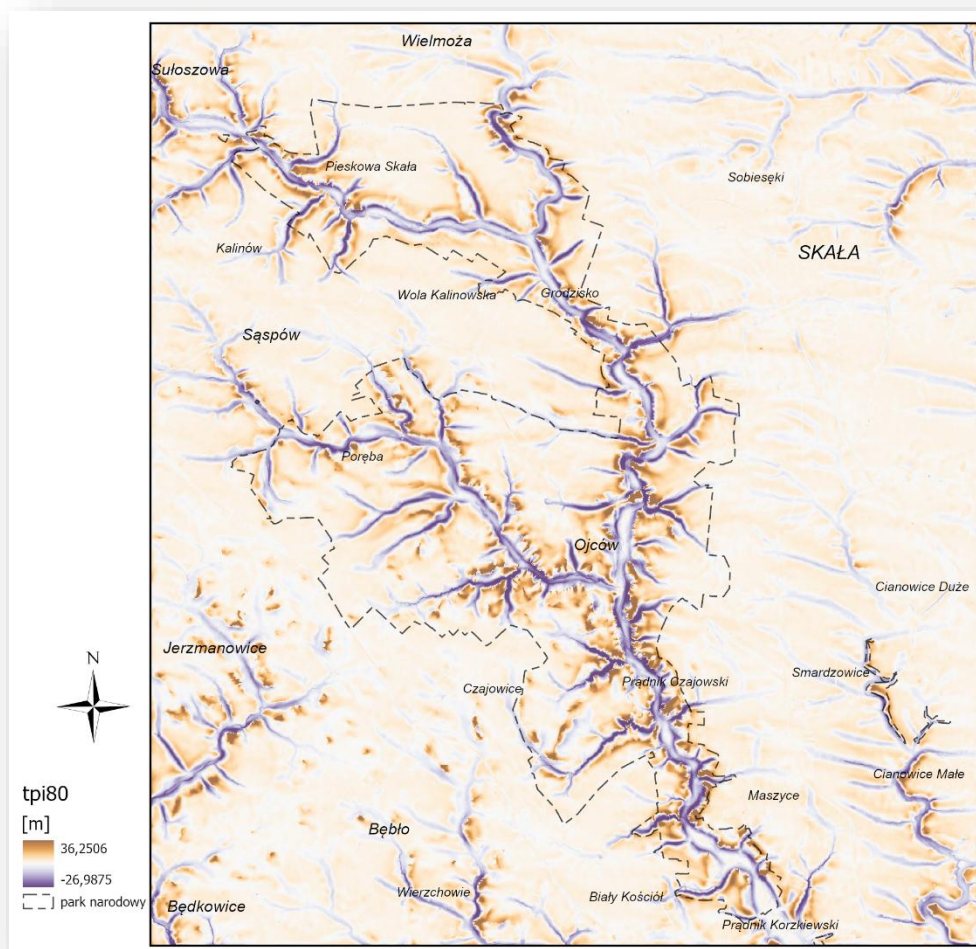 Wielmoża
Sułoszowa
Pieskowa Skała
Sobiesęki
Kalinów
SKAŁA
Wola Kalinowska
Grodzisko
Sąspów
Poręba
Ojców
Cianowice Duże
Jerzmanowice
Smardzowice
Czajowice
Prądnik Czajowski
N
Cianowice Małe
tpi80
Maszyce
[m]
Bębło
36,2506
-26,9875
Wierzchowie
Biały Kościół
park narodowy
Będkowice
Prądnik Korzkiewski